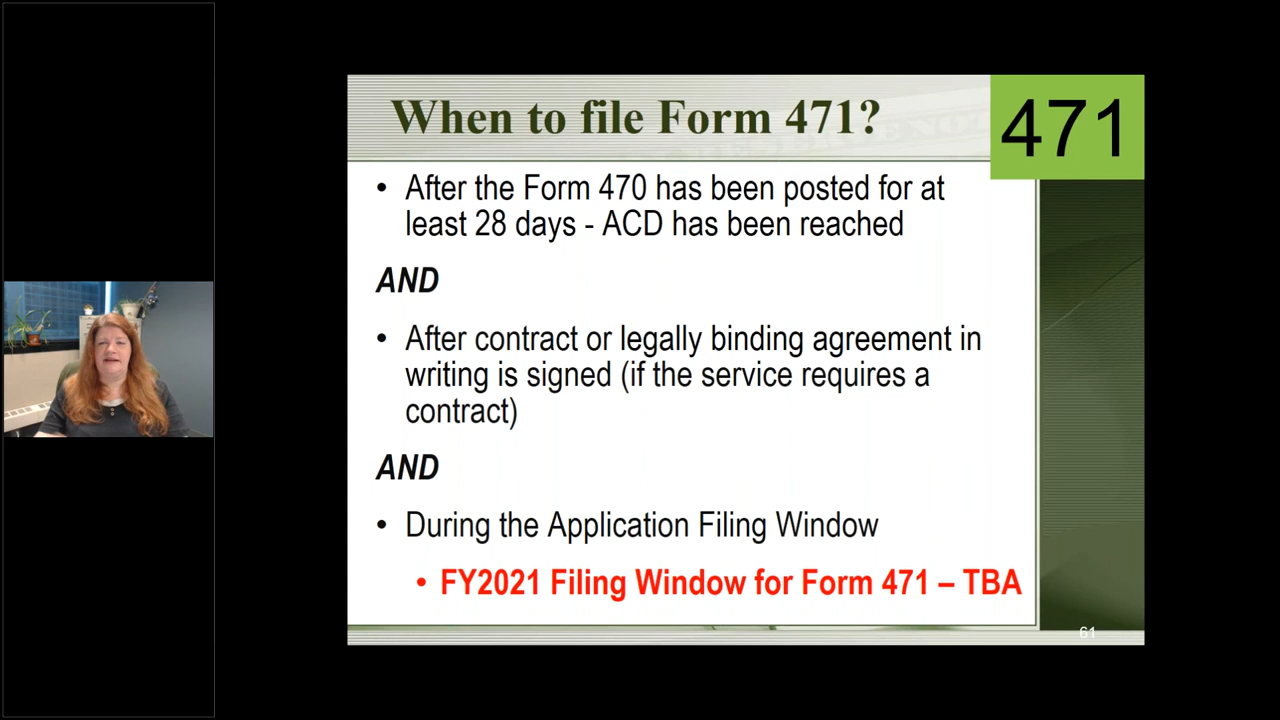 When to file Form 471?
471
• After the Form 470 has been posted for at
least 28 days - ACD has been reached
AND
• After contract or legally binding agreement in
writing is signed (if the service requires a
contract)
AND
• During the Application Filing Window
• FY2021 Filing Window for Form 471 – TBA
61